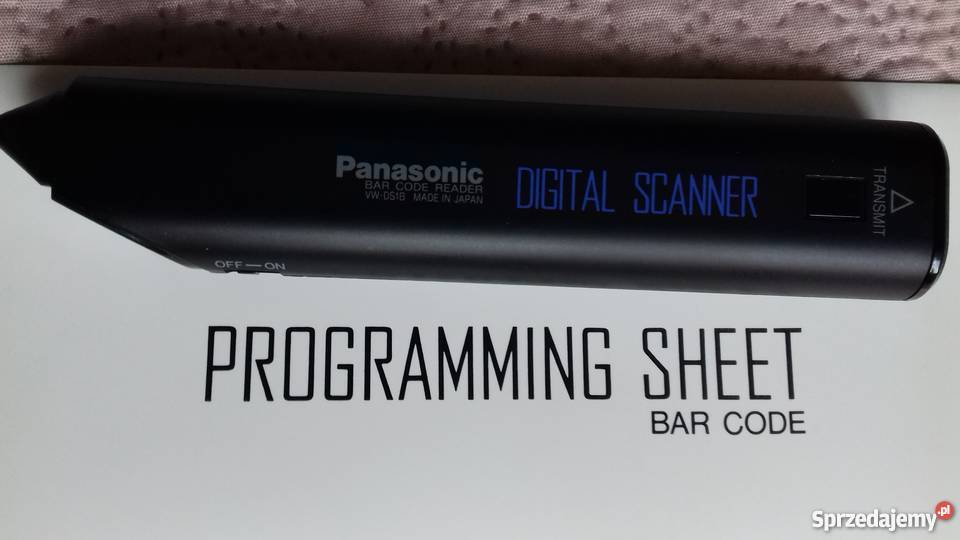 Panasonic
BAR CODE READER
VW-DS1B MADE IN JAPAN
DIGITAL SCANNER
TRANSMIT
OFF—ON
PROGRAMMING SHEET
BAR CODE
Sprzedajemy.pl